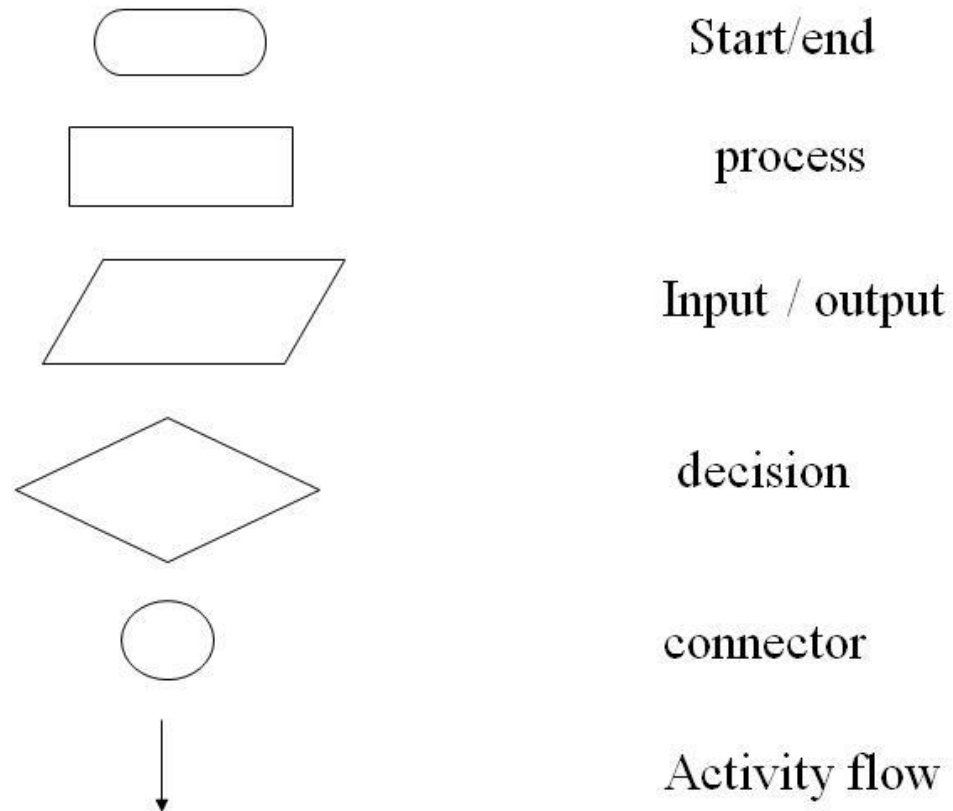 Start/end
process
Input / output
decision
connector
Activity flow